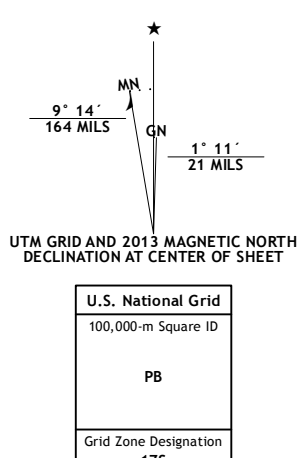 ★
MN
GN
9° 14´
164 MILS
1° 11´
21 MILS
UTM GRID AND 2013 MAGNETIC NORTH
DECLINATION AT CENTER OF SHEET
U.S. National Grid
100,000-m Square ID
PB
Grid Zone Designation